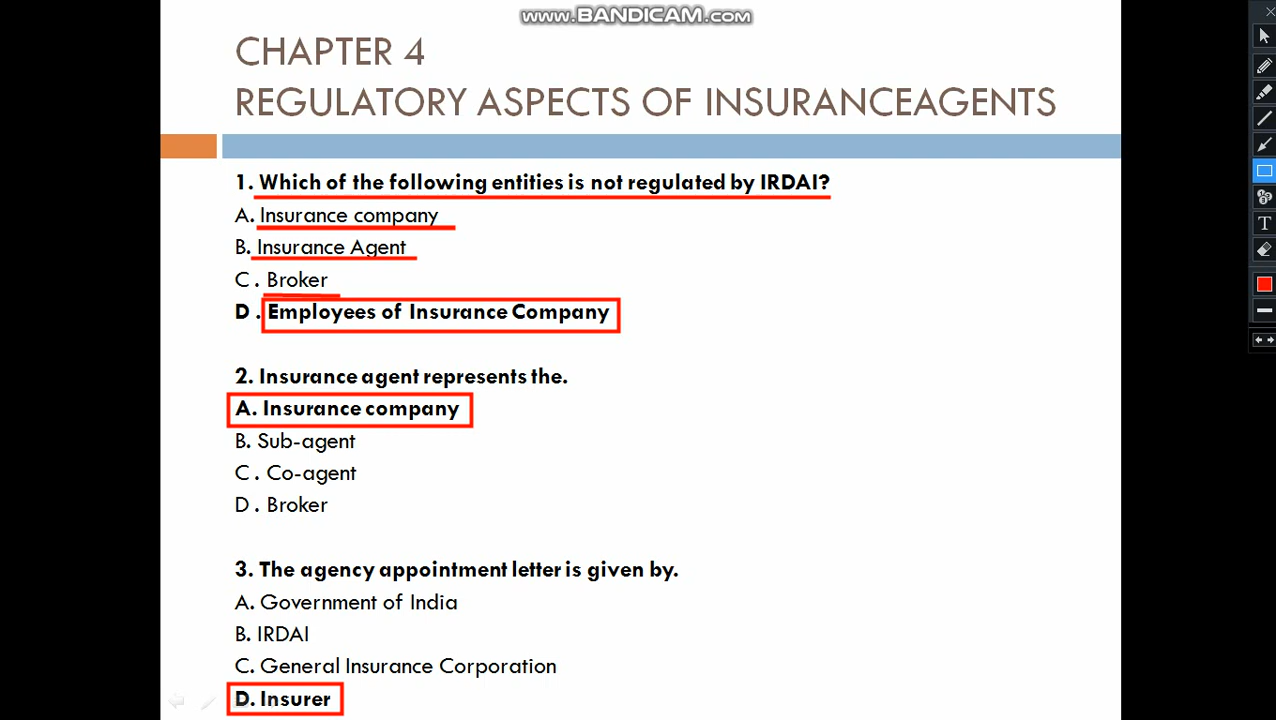 www.BANDICAM.com
CHAPTER 4
REGULATORY ASPECTS OF INSURANCEAGENTS
1. Which of the following entities is not regulated by IRDAI?
A. Insurance company
B. Insurance Agent
C . Broker
D . Employees of Insurance Company
2. Insurance agent represents the.
A. Insurance company
B. Sub-agent
C . Co-agent
D . Broker
3. The agency appointment letter is given by.
A. Government of India
B. IRDAI
C. General Insurance Corporation
D. Insurer